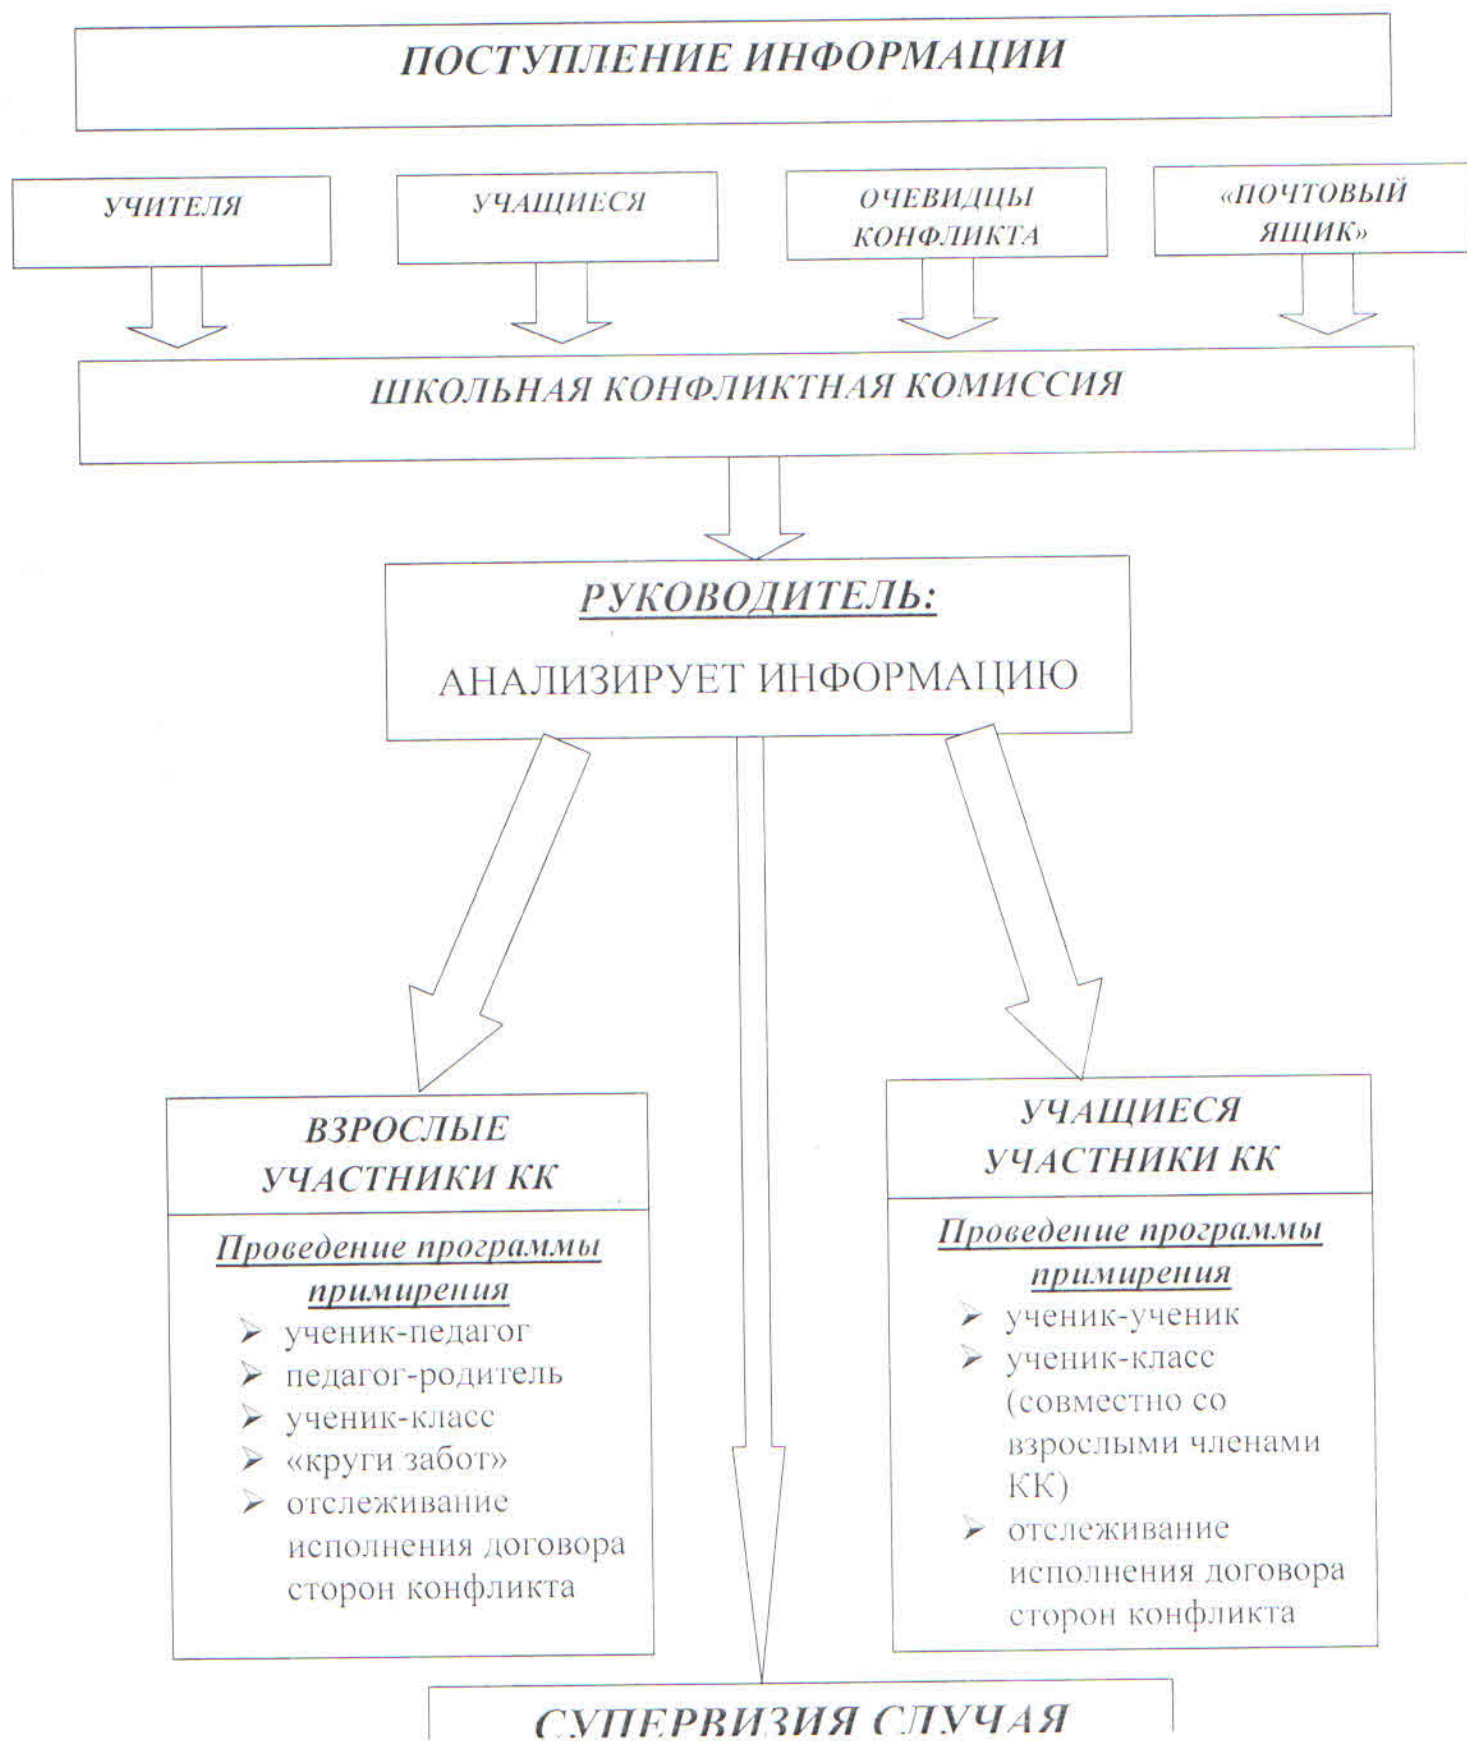 ПОСТУПЛЕНИЕ ИНФОРМАЦИИ
УЧИТЕЛЯ
УЧАЩИЕСЯ
ОЧЕВИДЦЫ
КОНФЛИКТА
«ПОЧТОВЫЙ
ЯЩИК»
ШКОЛЬНАЯ КОНФЛИКТНАЯ КОМИССИЯ
РУКОВОДИТЕЛЬ:
АНАЛИЗИРУЕТ ИНФОРМАЦИЮ
ВЗРОСЛЫЕ
УЧАСТНИКИ КК
Проведение программы
примирения
➢ ученик-педагог
➢ педагог-родитель
➢ ученик-класс
➢ «круги забот»
➢ отслеживание
исполнения договора
сторон конфликта
УЧАЩИЕСЯ
УЧАСТНИКИ КК
Проведение программы
примирения
➢ ученик-ученик
➢ ученик-класс
(совместно со
взрослыми членами
КК)
➢ отслеживание
исполнения договора
сторон конфликта
СУПЕРВИЗИЯ СЛУЧАЯ